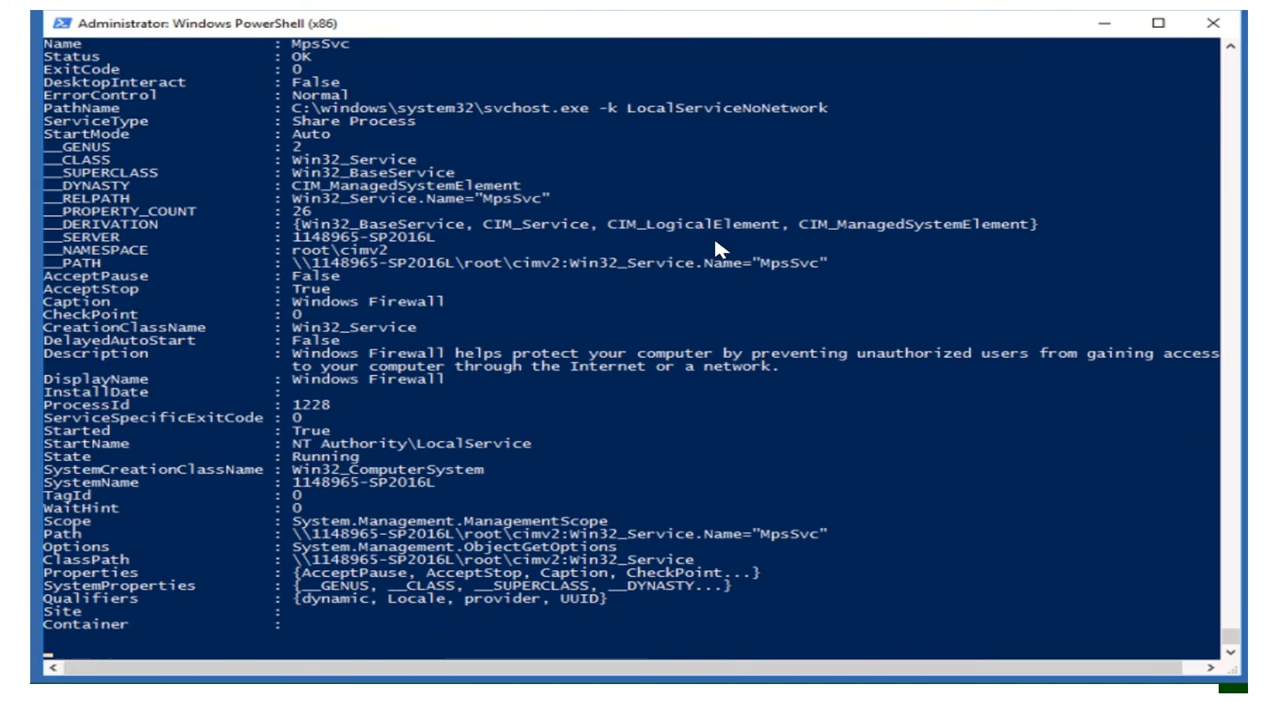 Administrator: Windows PowerShell (x86)
Name : MpsSvc
Status : OK
ExitCode : 0
DesktopInteract : False
ErrorControl : Normal
PathName : C:\windows\system32\svchost.exe -k LocalServiceNoNetwork
ServiceType : Share Process
StartMode : Auto
__GENUS : 2
__CLASS : Win32_Service
__SUPERCLASS : Win32_BaseService
__DYNASTY : CIM_ManagedSystemElement
__RELPATH : Win32_Service.Name="MpsSvc"
__PROPERTY_COUNT : 26
__DERIVATION : {Win32_BaseService, CIM_Service, CIM_LogicalElement, CIM_ManagedSystemElement}
__SERVER : 1148965-SP2016L
__NAMESPACE : root\cimv2
__PATH : \\1148965-SP2016L\root\cimv2:Win32_Service.Name="MpsSvc"
AcceptPause : False
AcceptStop : True
Caption : Windows Firewall
CheckPoint : 0
CreationClassName : Win32_Service
DelayedAutoStart : False
Description : Windows Firewall helps protect your computer by preventing unauthorized users from gaining access
to your computer through the Internet or a network.
DisplayName : Windows Firewall
InstallDate :
ProcessId : 1228
ServiceSpecificExitCode : 0
Started : True
StartName : NT Authority\LocalService
State : Running
SystemCreationClassName : Win32_ComputerSystem
SystemName : 1148965-SP2016L
TagId : 0
WaitHint : 0
Scope : System.Management.ManagementScope
Path : \\1148965-SP2016L\root\cimv2:Win32_Service.Name="MpsSvc"
Options : System.Management.ObjectGetOptions
ClassPath : \\1148965-SP2016L\root\cimv2:Win32_Service
Properties : {AcceptPause, AcceptStop, Caption, CheckPoint...}
SystemProperties : {__GENUS, __CLASS, __SUPERCLASS, __DYNASTY...}
Qualifiers : {dynamic, Locale, provider, UUID}
Site :
Container :